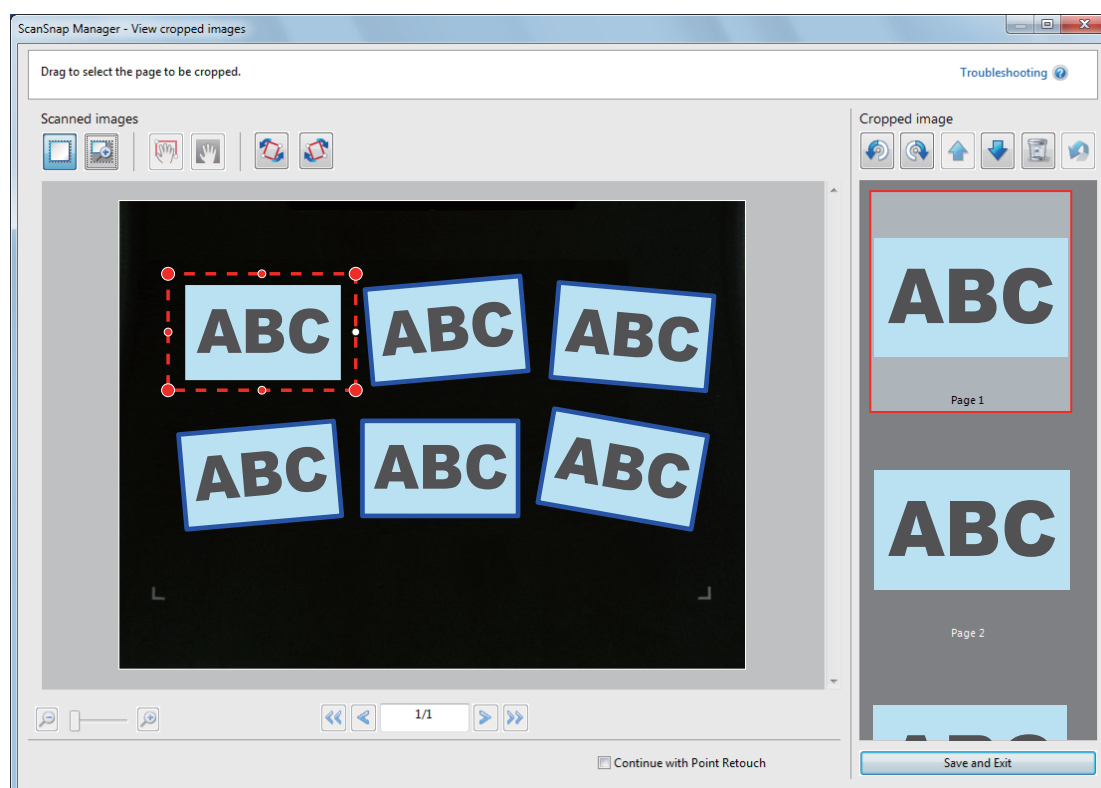 ScanSnap Manager - View cropped images
Drag to select the page to be cropped.
Troubleshooting
Scanned images
Cropped image
ABC
ABC
ABC
ABC
ABC
ABC
ABC
Page 1
ABC
Page 2
1/1
Continue with Point Retouch
Save and Exit